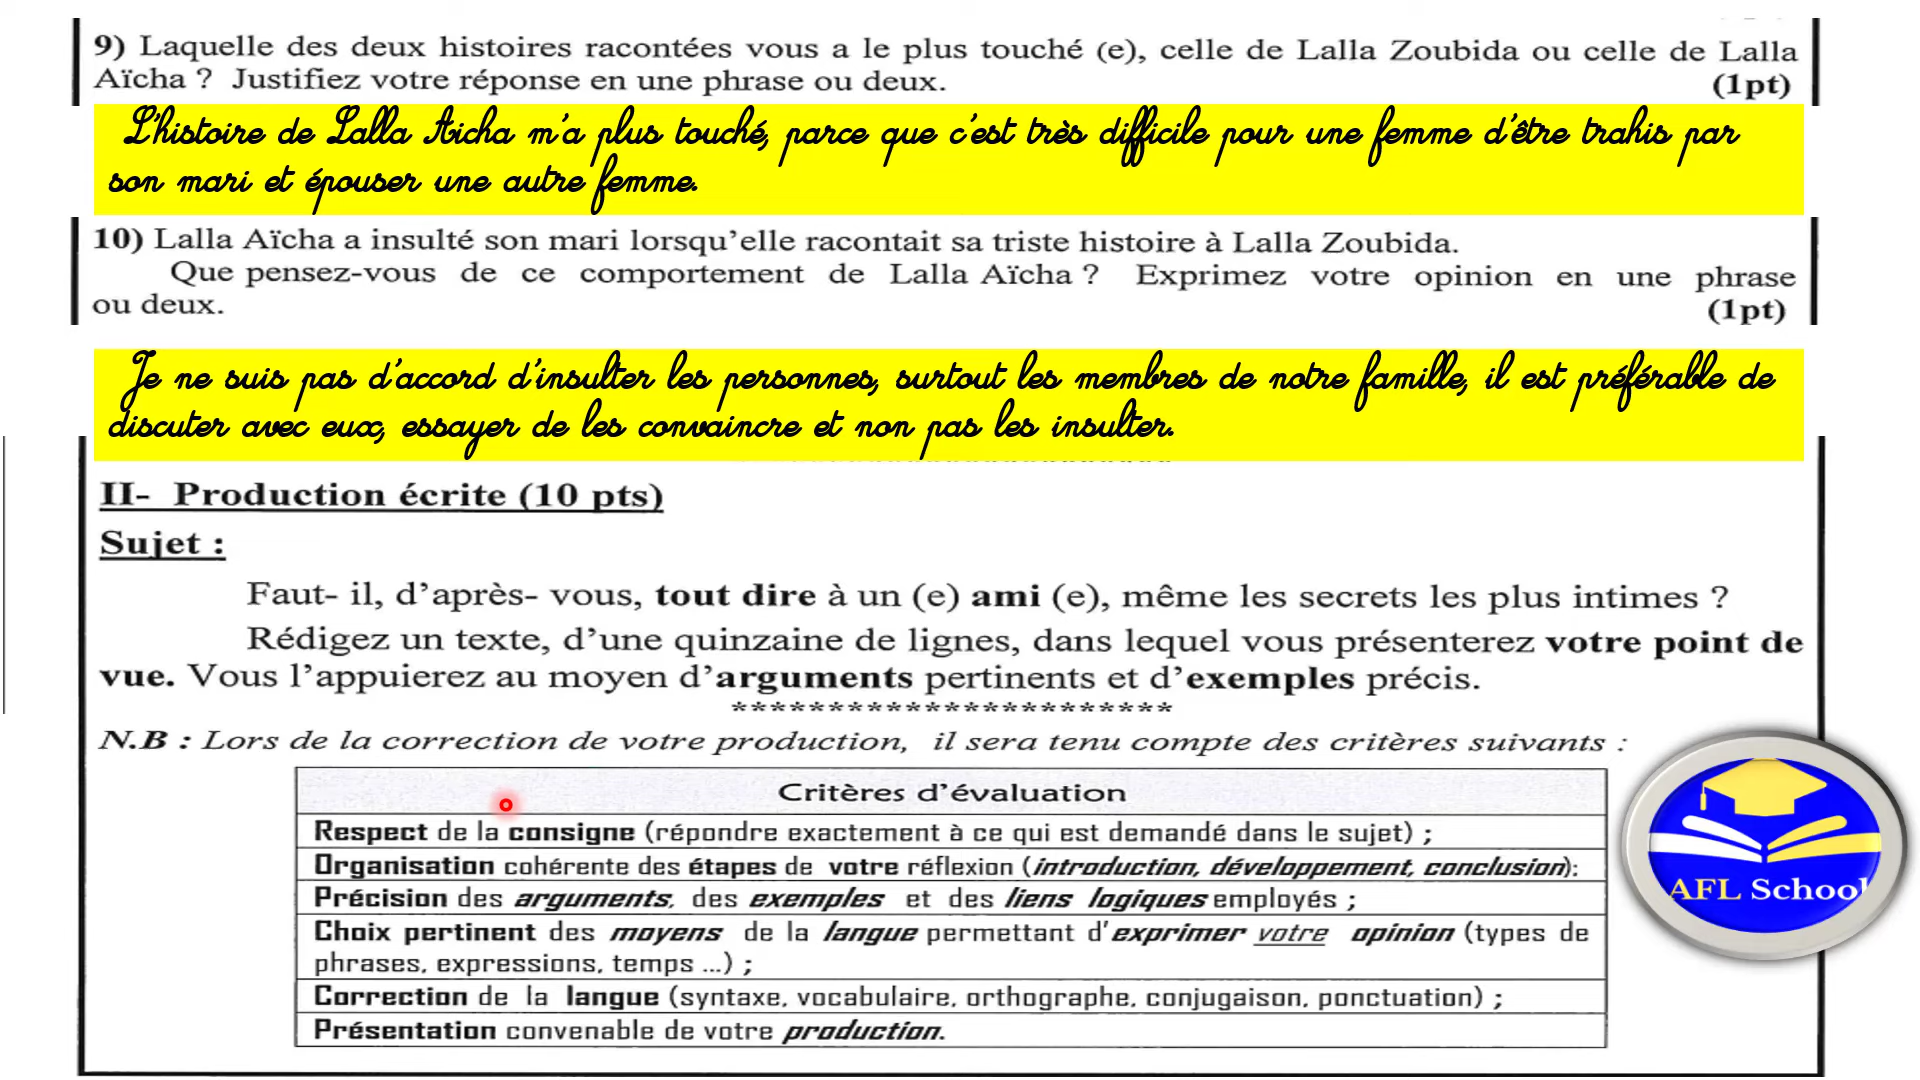 9) Laquelle des deux histoires racontées vous a le plus touché (e), celle de Lalla Zoubida ou celle de Lalla
Aïcha ? Justifiez votre réponse en une phrase ou deux. (1pt)
L'histoire de Lalla Aicha m'a plus touché, parce que c'est très difficile pour une femme d'être trahis par
son mari et épouser une autre femme.
10) Lalla Aïcha a insulté son mari lorsqu'elle racontait sa triste histoire à Lalla Zoubida.
Que pensez-vous de ce comportement de Lalla Aïcha ? Exprimez votre opinion en une phrase
ou deux. (1pt)
Je ne suis pas d'accord d'insulter les personnes, surtout les membres de notre famille, il est préférable de
discuter avec eux, essayer de les convaincre et non pas les insulter.
II- Production écrite (10 pts)
Sujet :
Faut- il, d'après- vous, tout dire à un (e) ami (e), même les secrets les plus intimes ?
Rédigez un texte, d'une quinzaine de lignes, dans lequel vous présenterez votre point de
vue. Vous l'appuierez au moyen d'arguments pertinents et d'exemples précis.
***********************
N.B : Lors de la correction de votre production, il sera tenu compte des critères suivants :
Critères d'évaluation
Respect de la consigne (répondre exactement à ce qui est demandé dans le sujet) ;
Organisation cohérente des étapes de votre réflexion (introduction, développement, conclusion):
Précision des arguments, des exemples et des liens logiques employés ;
Choix pertinent des moyens de la langue permettant d'exprimer votre opinion (types de
phrases, expressions, temps ...) ;
Correction de la langue (syntaxe, vocabulaire, orthographe, conjugaison, ponctuation) ;
Présentation convenable de votre production.
AFL School